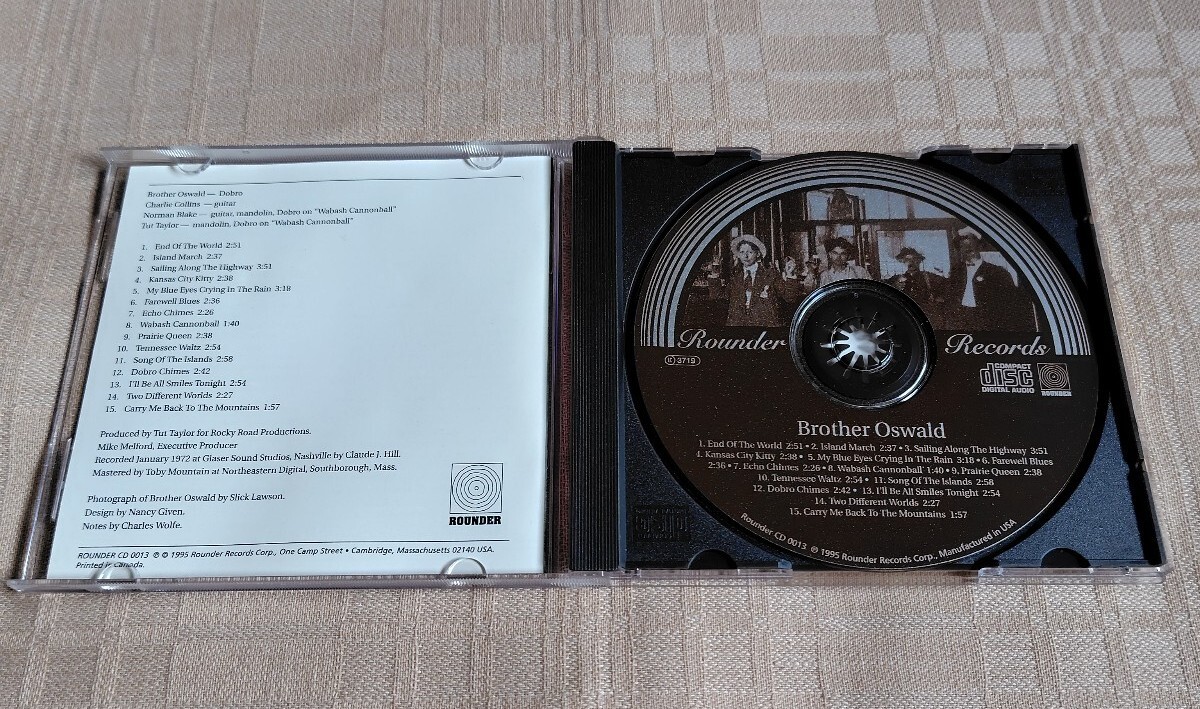 Brother Oswald — Dobro
Charlie Collins — guitar
Norman Blake — guitar, mandolin, Dobro on "Wabash Cannonball"
Tut Taylor — mandolin, Dobro on "Wabash Cannonball"
1. End Of The World 2:51
2. Island March 2:37
3. Sailing Along The Highway 3:51
4. Kansas City Kitty 2:38
5. My Blue Eyes Crying In The Rain 3:18
6. Farewell Blues 2:36
7. Echo Chimes 2:26
8. Wabash Cannonball 1:40
9. Prairie Queen 2:38
10. Tennessee Waltz 2:54
11. Song Of The Islands 2:58
12. Dobro Chimes 2:42
13. I'll Be All Smiles Tonight 2:54
14. Two Different Worlds 2:27
15. Carry Me Back To The Mountains 1:57
Produced by Tut Taylor for Rocky Road Productions.
Mike Melford, Executive Producer
Recorded January 1972 at Glaser Sound Studios, Nashville by Claude J. Hill.
Mastered by Toby Mountain at Northeastern Digital, Southborough, Mass.
Photograph of Brother Oswald by Slick Lawson.
Design by Nancy Given.
Notes by Charles Wolfe.
ROUNDER
ROUNDER CD 0013 ℗ © 1995 Rounder Records Corp., One Camp Street • Cambridge, Massachusetts 02140 USA.
Printed in Canada.
Rounder Records
3719
COMPACT
disc
DIGITAL AUDIO
ROUNDER
Brother Oswald
1. End Of The World 2:51 • 2. Island March 2:37 • 3. Sailing Along The Highway 3:51
4. Kansas City Kitty 2:38 • 5. My Blue Eyes Crying In The Rain 3:18 • 6. Farewell Blues
2:36 • 7. Echo Chimes 2:26 • 8. Wabash Cannonball' 1:40 • 9. Prairie Queen 2:38
10. Tennessee Waltz 2:54 • 11. Song Of The Islands 2:58
12. Dobro Chimes 2:42 • 13. I'll Be All Smiles Tonight 2:54
14. Two Different Worlds 2:27
15. Carry Me Back To The Mountains 1:57
Rounder CD 0013 ℗ © 1995 Rounder Records Corp., Manufactured in USA